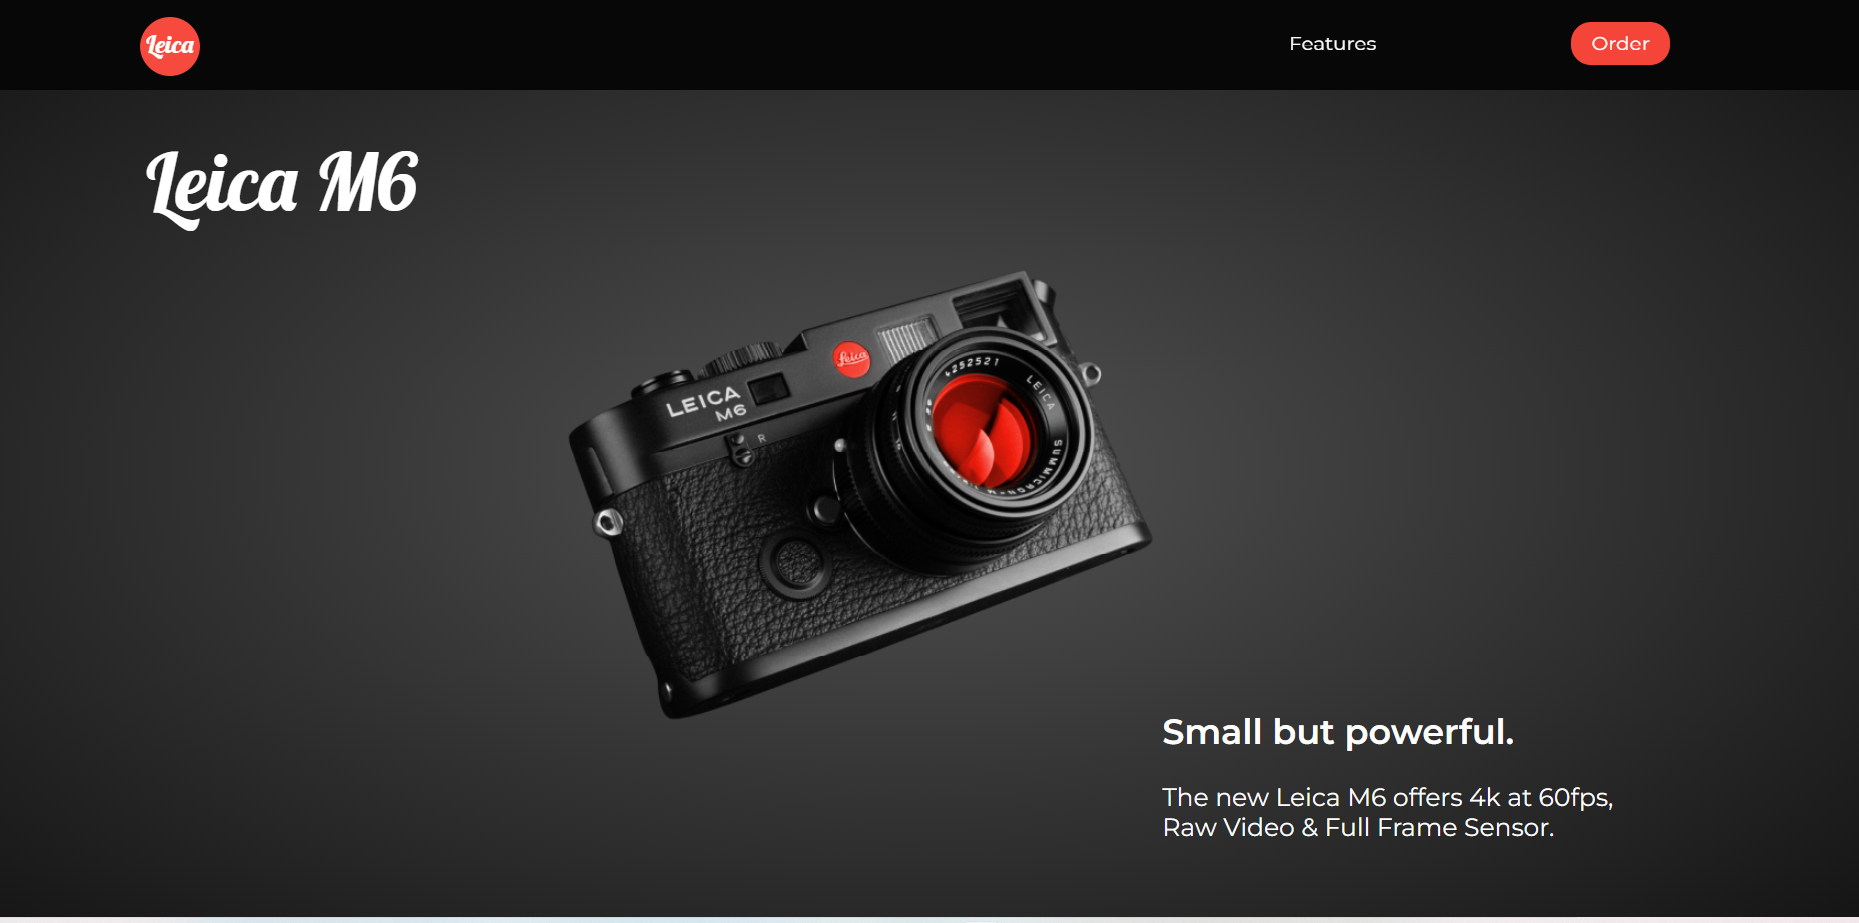 Leica
Features
Order
Leica M6
Leica
4252521
LEICA
LEICA
M6
R
SUMMICRON-M
Small but powerful.
The new Leica M6 offers 4k at 60fps,
Raw Video & Full Frame Sensor.